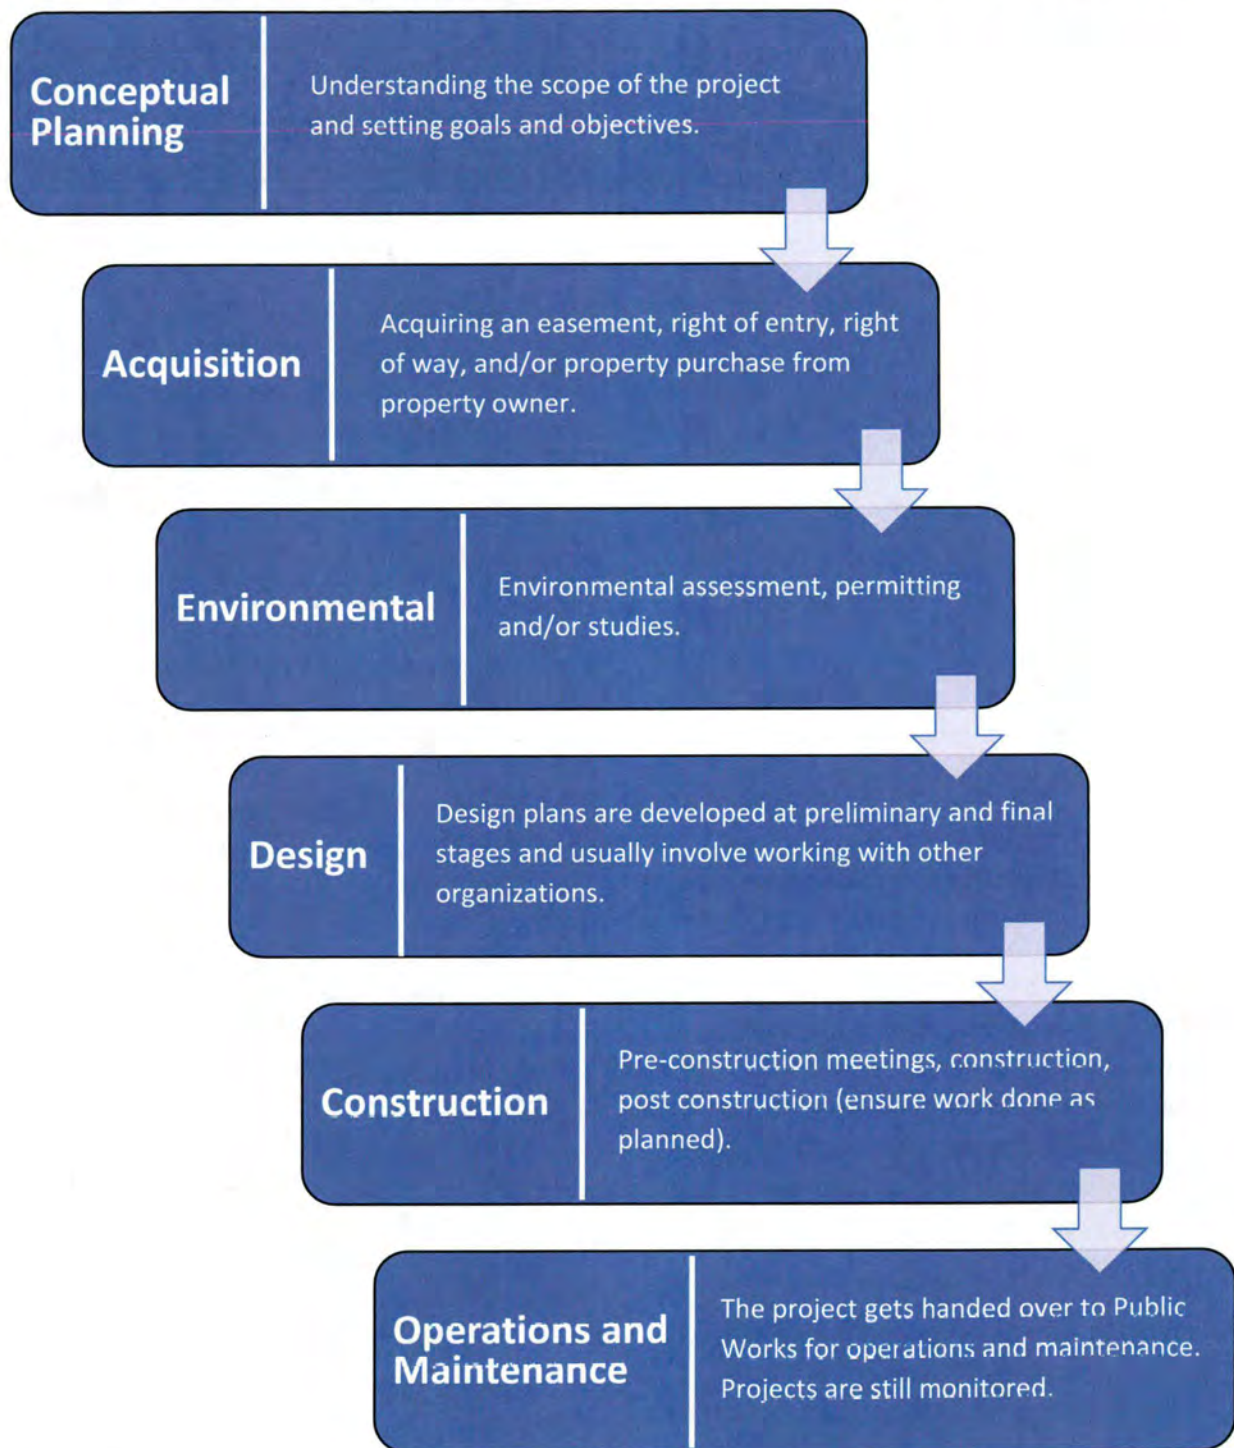 Conceptual
Planning
Understanding the scope of the project
and setting goals and objectives.
Acquisition
Acquiring an easement, right of entry, right
of way, and/or property purchase from
property owner.
Environmental
Environmental assessment, permitting
and/or studies.
Design
Design plans are developed at preliminary and final
stages and usually involve working with other
organizations.
Construction
Pre-construction meetings, construction,
post construction (ensure work done as
planned).
Operations and
Maintenance
The project gets handed over to Public
Works for operations and maintenance.
Projects are still monitored.